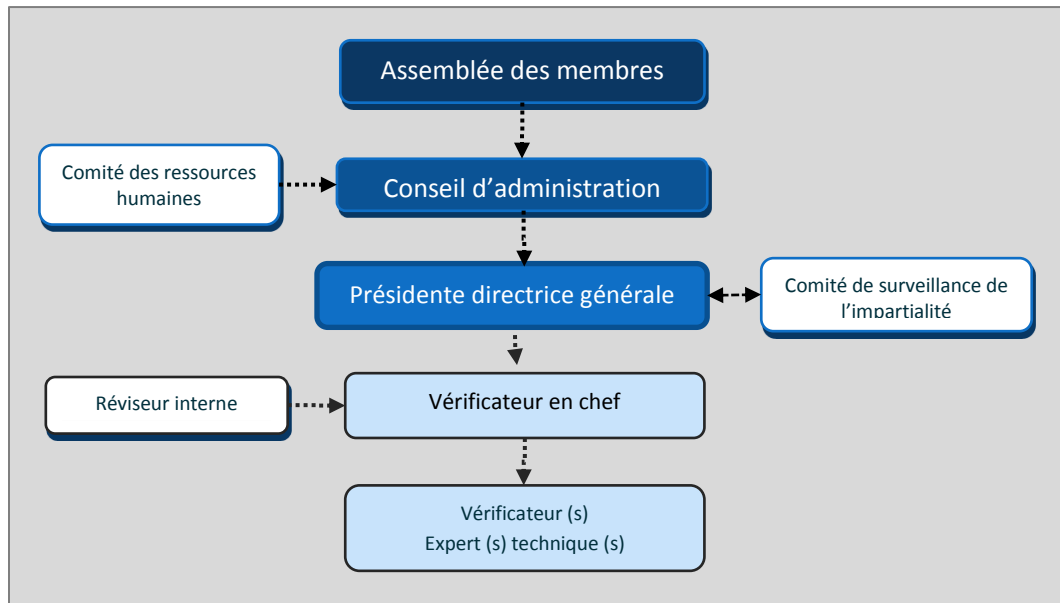 Assemblée des membres
Comité des ressources
humaines
Conseil d’administration
Présidente directrice générale
Comité de surveillance de
l’impartialité
Réviseur interne
Vérificateur en chef
Vérificateur (s)
Expert (s) technique (s)